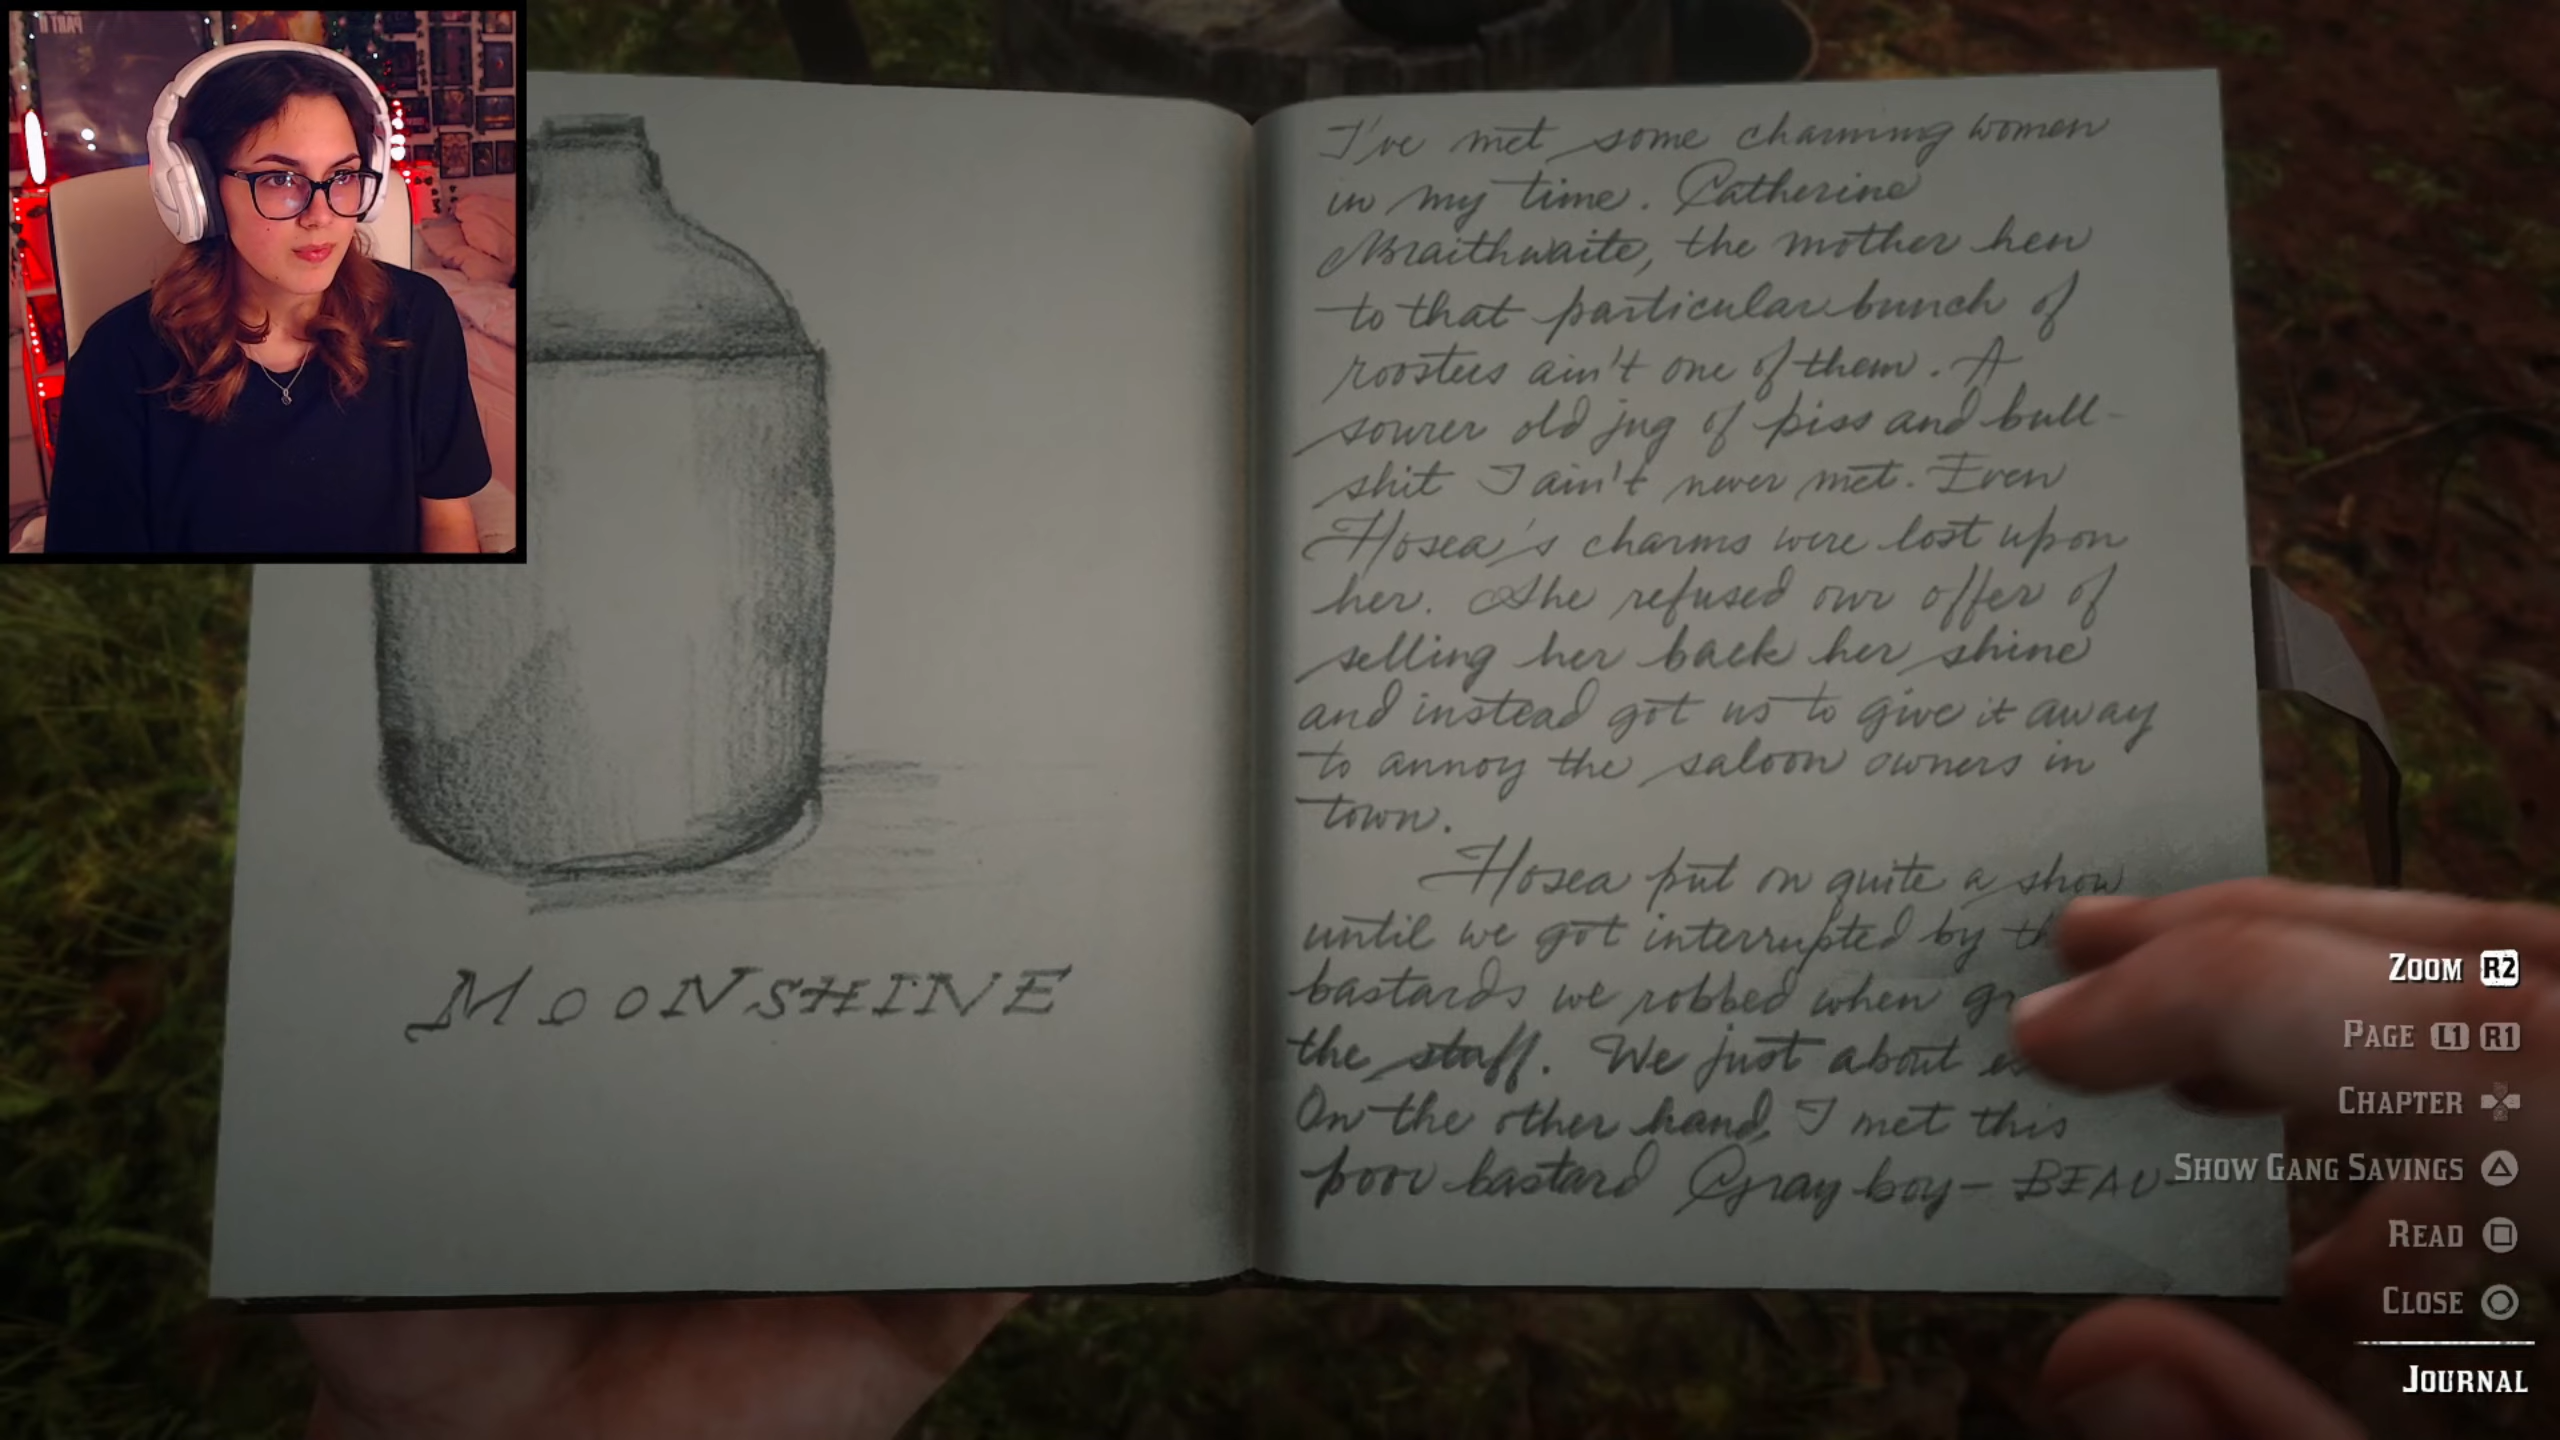 MOONSHINE
I've met some charming women
in my time. Catherine
Braithwaite, the mother hen
to that particular bunch of
roosters ain't one of them. A
sourer old jug of piss and bull-
shit I ain't never met. Even
Hosea's charms were lost upon
her. She refused our offer of
selling her back her shine
and instead got us to give it away
to annoy the saloon owners in
town.
Hosea put on quite a show
until we got interrupted by
bastards we robbed when
the staff. We just about
On the other hand, I met this
poor bastard Gray boy - BEAU
ZOOM R2
PAGE L1 R1
CHAPTER
SHOW GANG SAVINGS
READ
CLOSE
JOURNAL